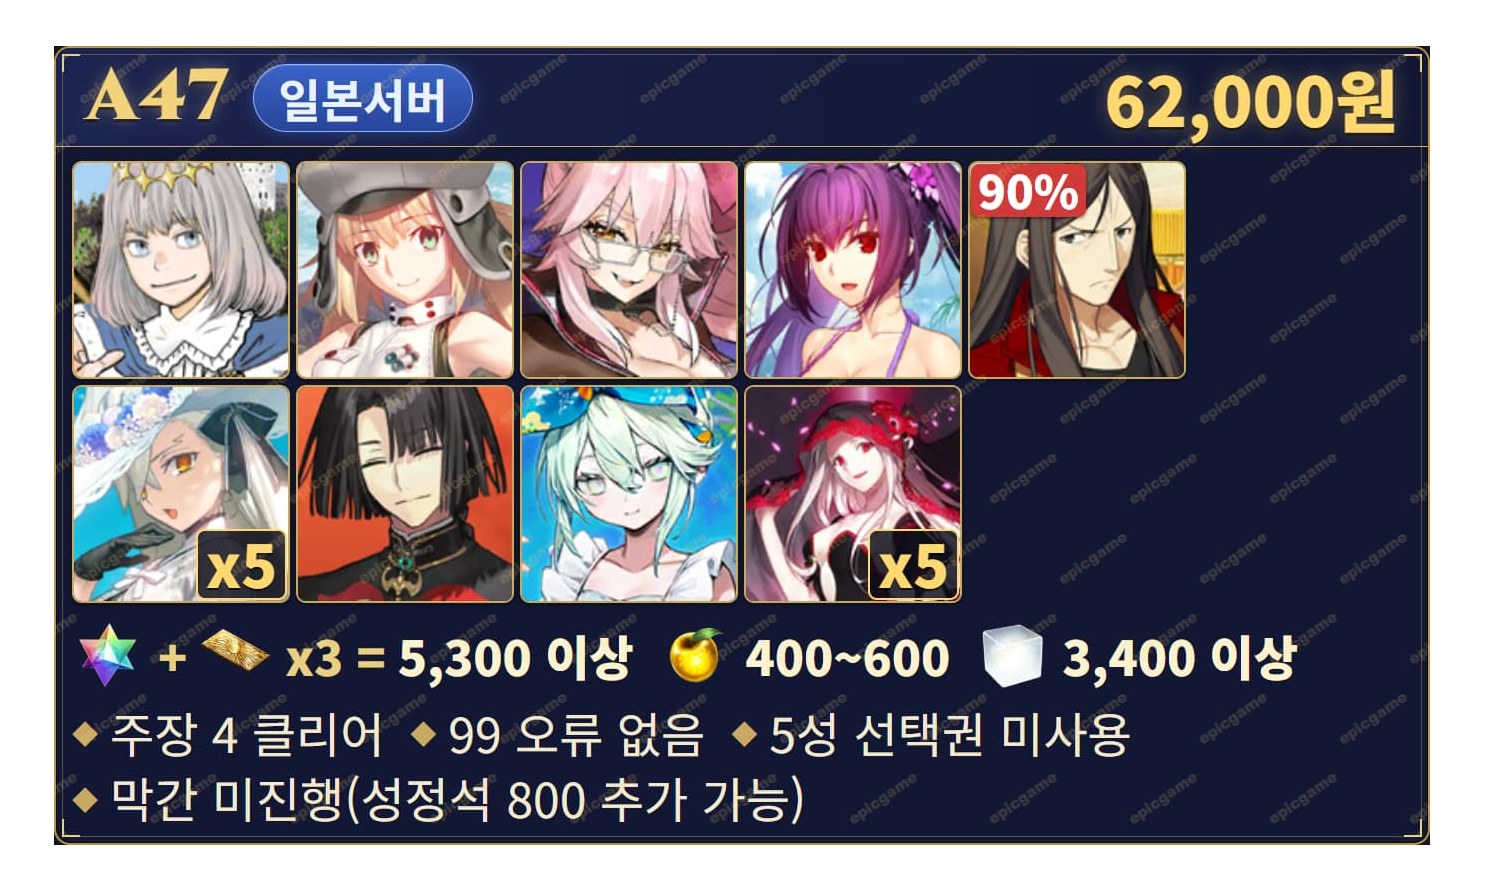 A47 일본서버 62,000원
90%
x5 x5
+ x3 = 5,300 이상 400~600 3,400 이상
◆ 주장 4 클리어 ◆ 99 오류 없음 ◆ 5성 선택권 미사용
◆ 막간 미진행(성정석 800 추가 가능)
epicgame